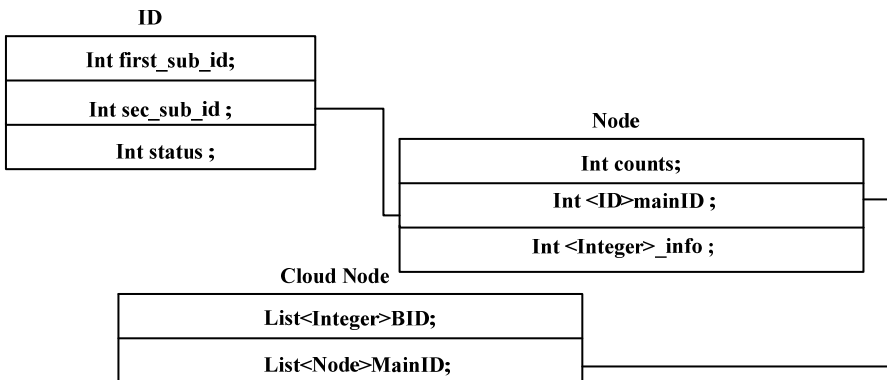 ID
Int first_sub_id;
Int sec_sub_id ;
Int status ;
Node
Int counts;
Int <ID>mainID ;
Int <Integer>_info ;
Cloud Node
List<Integer>BID;
List<Node>MainID;